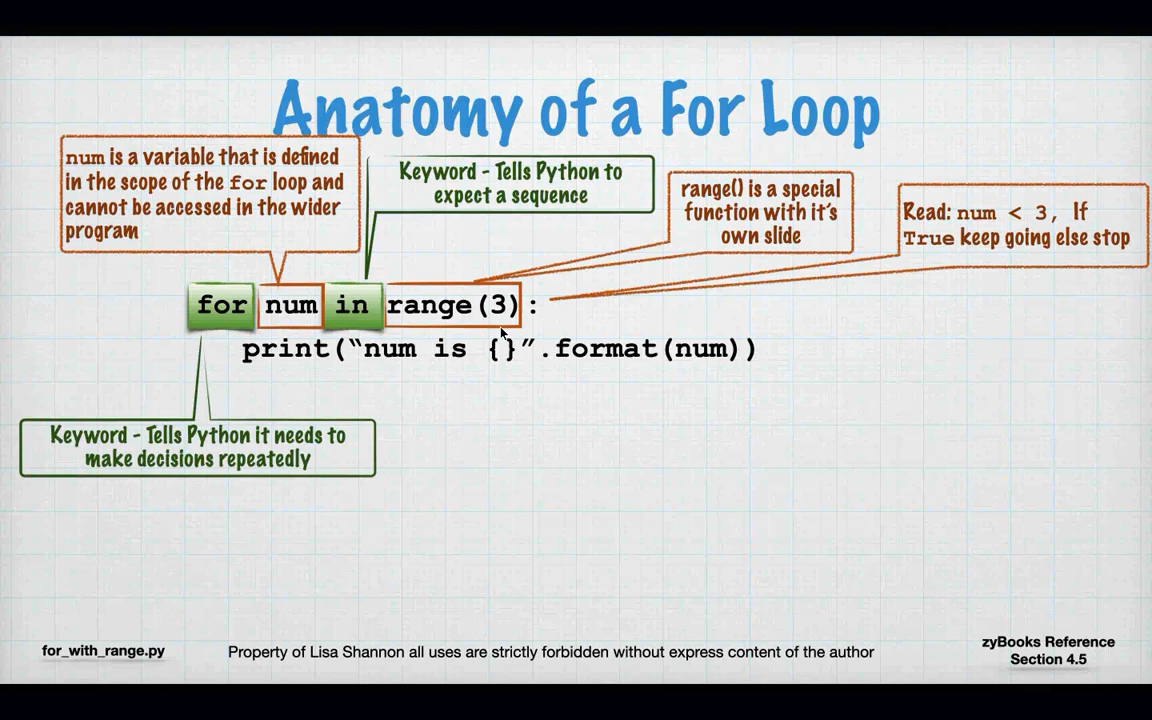 Anatomy of a For Loop
num is a variable that is defined
in the scope of the for loop and
cannot be accessed in the wider
program
Keyword - Tells Python to
expect a sequence
range() is a special
function with it's
own slide
Read: num < 3, If
True keep going else stop
for num in range(3):
print(“num is {}”.format(num))
Keyword - Tells Python it needs to
make decisions repeatedly
for_with_range.py
Property of Lisa Shannon all uses are strictly forbidden without express content of the author
zyBooks Reference
Section 4.5